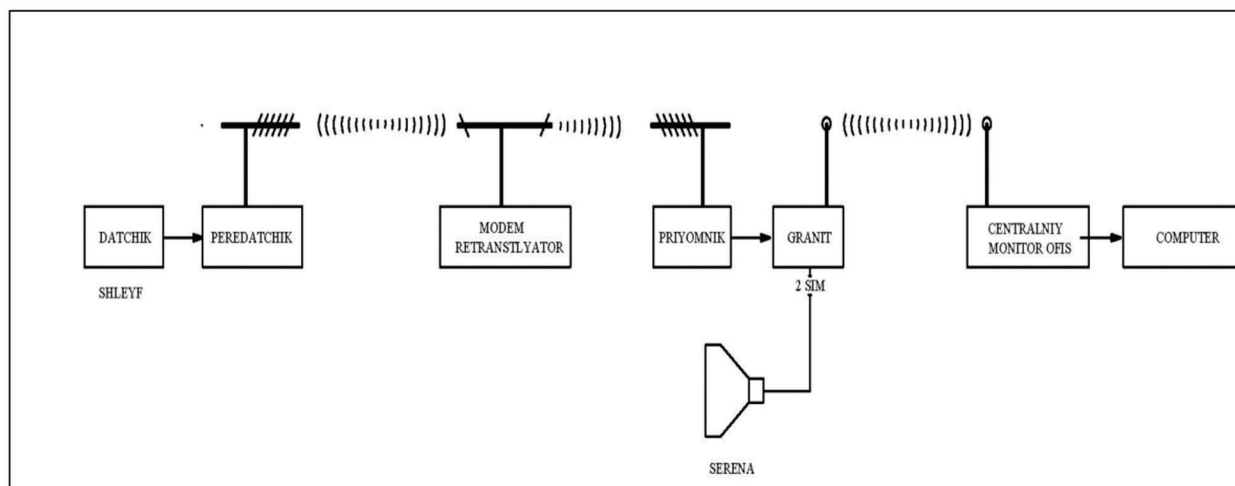 DATCHIK
SHLEYF
PEREDATCHIK
MODEM
RETRANSTLYATOR
PRIYOMNIK
GRANIT
2 SIM
SERENA
CENTRALNIY
MONITOR OFIS
COMPUTER